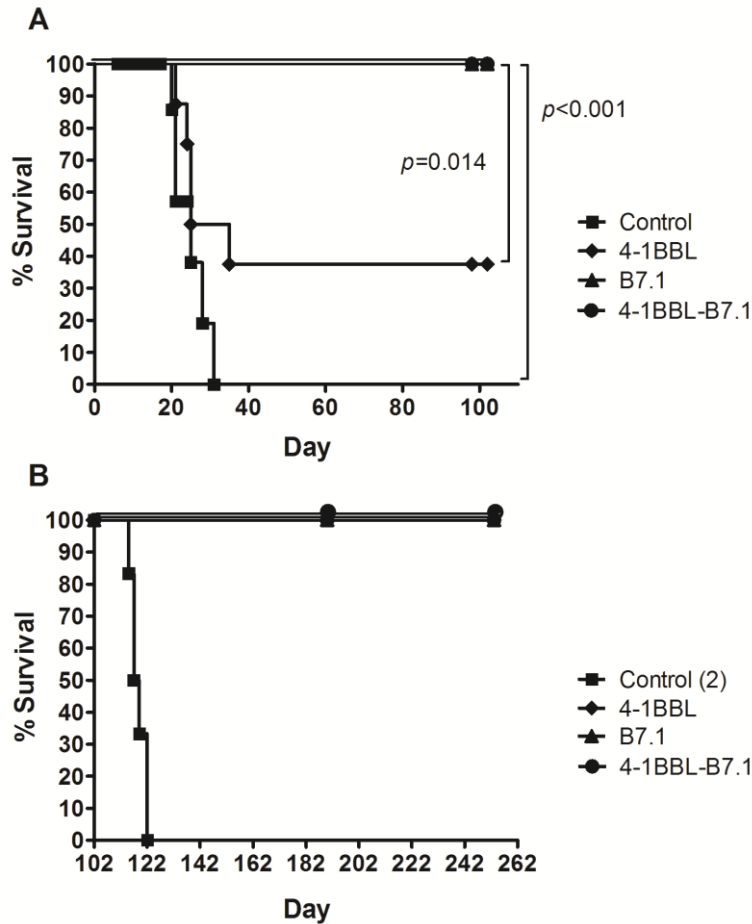 A
100
90
80
70
60
50
40
30
20
10
0
% Survival
0 20 40 60 80 100
Day
p=0.014
p<0.001
Control
4-1BBL
B7.1
4-1BBL-B7.1
B
100
90
80
70
60
50
40
30
20
10
0
% Survival
102 122 142 162 182 202 222 242 262
Day
Control (2)
4-1BBL
B7.1
4-1BBL-B7.1